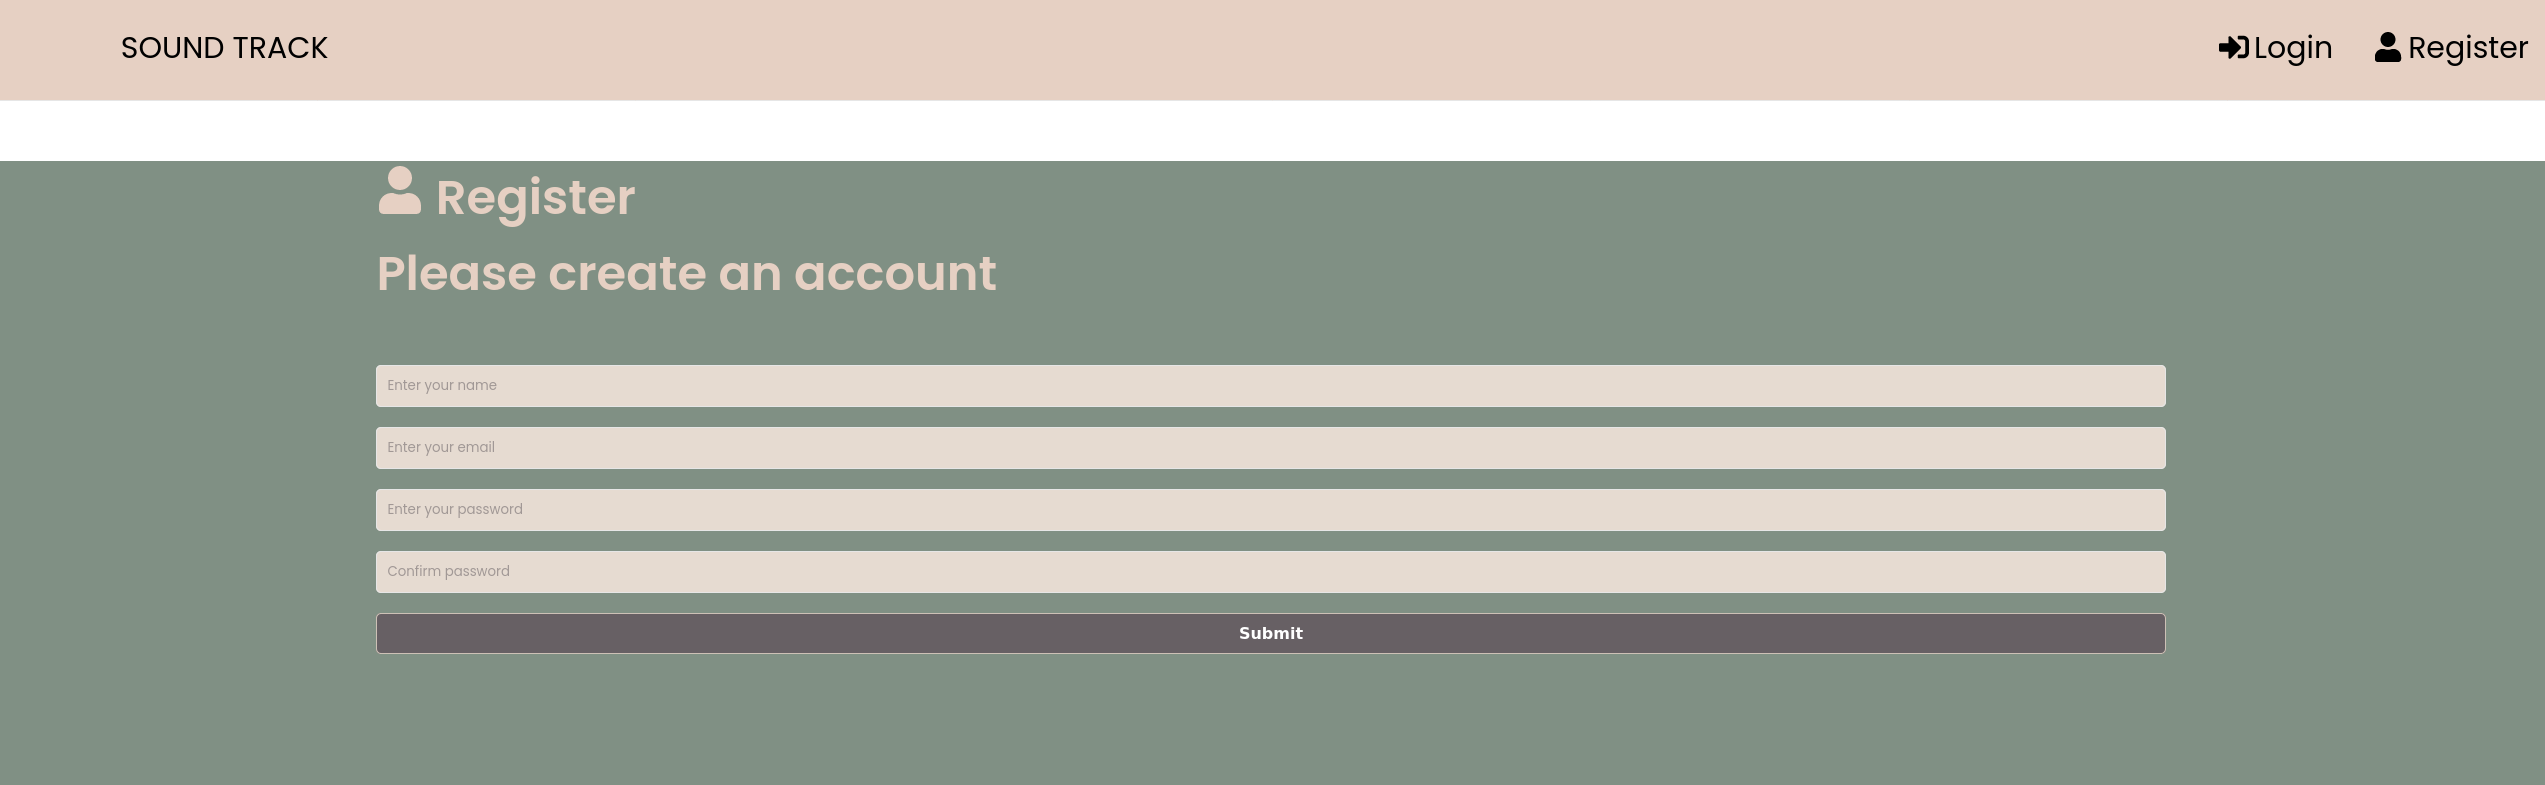 SOUND TRACK
Login
Register
Register
Please create an account
Enter your name
Enter your email
Enter your password
Confirm password
Submit